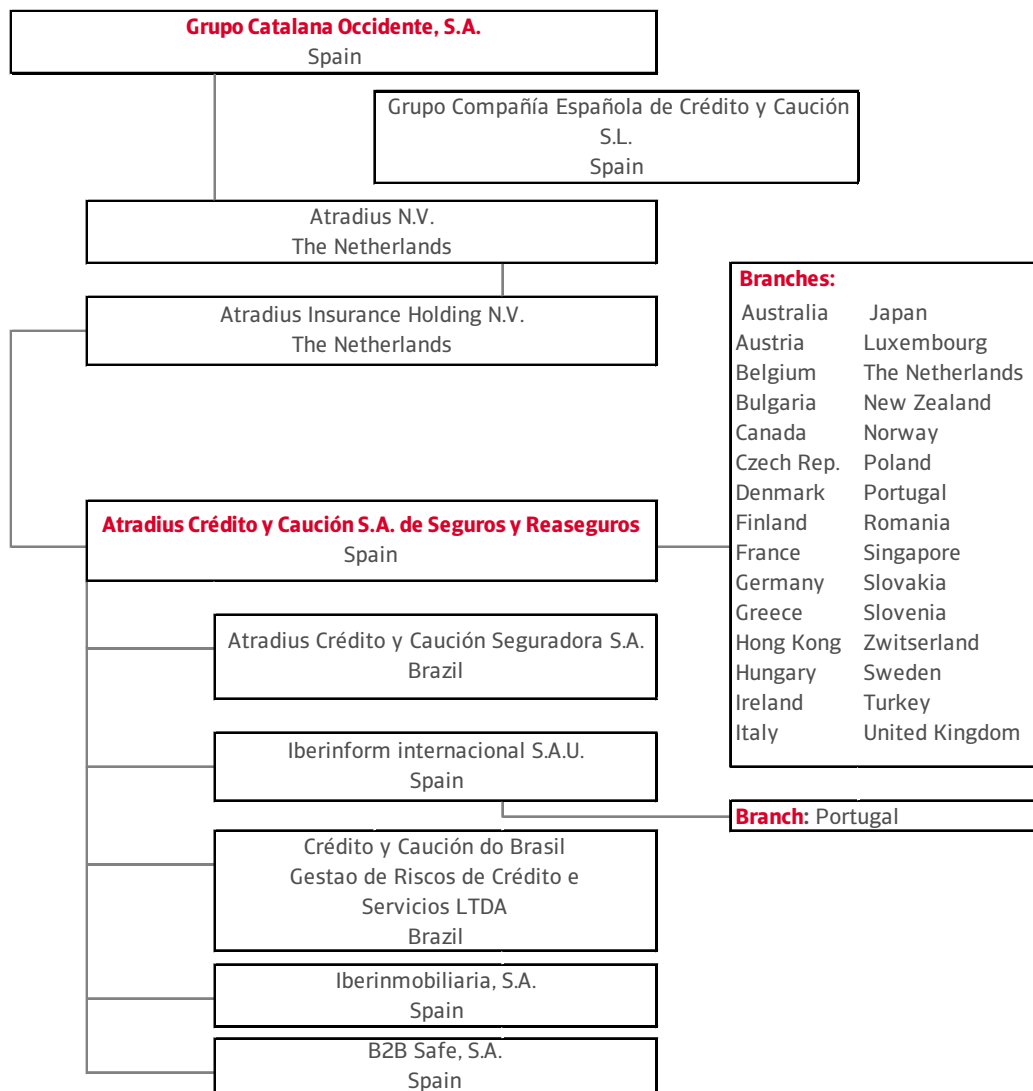 Grupo Catalana Occidente, S.A.
Spain
Grupo Compañía Española de Crédito y Caución
S.L.
Spain
Atradius N.V.
The Netherlands
Atradius Insurance Holding N.V.
The Netherlands
Branches:
Australia Japan
Austria Luxembourg
Belgium The Netherlands
Bulgaria New Zealand
Canada Norway
Czech Rep. Poland
Denmark Portugal
Finland Romania
France Singapore
Germany Slovakia
Greece Slovenia
Hong Kong Zwitserland
Hungary Sweden
Ireland Turkey
Italy United Kingdom
Atradius Crédito y Caución S.A. de Seguros y Reaseguros
Spain
Atradius Crédito y Caución Seguradora S.A.
Brazil
Iberinform internacional S.A.U.
Spain
Branch: Portugal
Crédito y Caución do Brasil
Gestao de Riscos de Crédito e
Servicios LTDA
Brazil
Iberinmobiliaria, S.A.
Spain
B2B Safe, S.A.
Spain